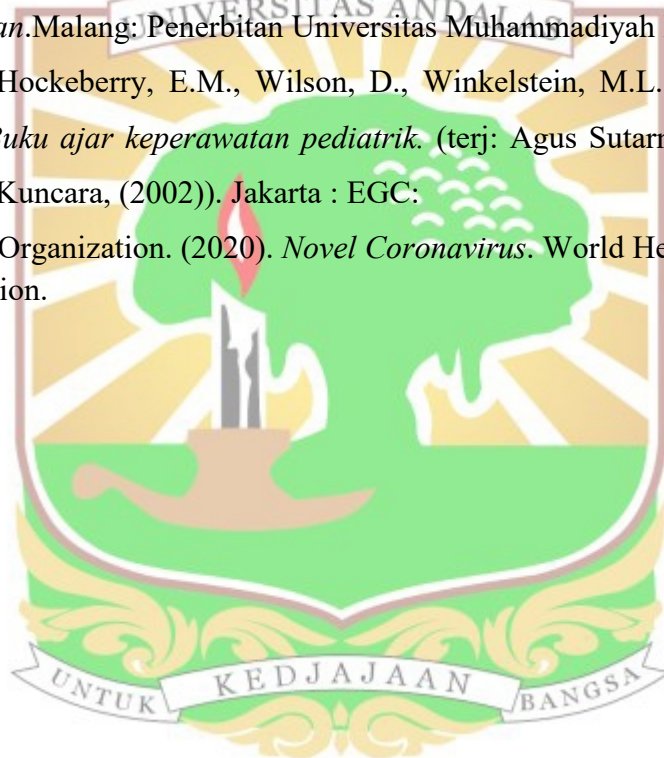 an.Malang: Penerbitan Universitas Muhammadiyah
UNIVERSITAS ANDALAS
Hockeberry, E.M., Wilson, D., Winkelstein, M.L.
Buku ajar keperawatan pediatrik. (terj: Agus Sutarn
Kuncara, (2002)). Jakarta : EGC:
Organization. (2020). Novel Coronavirus. World He
ion.
UNTUK KEDJAJAAN BANGSA